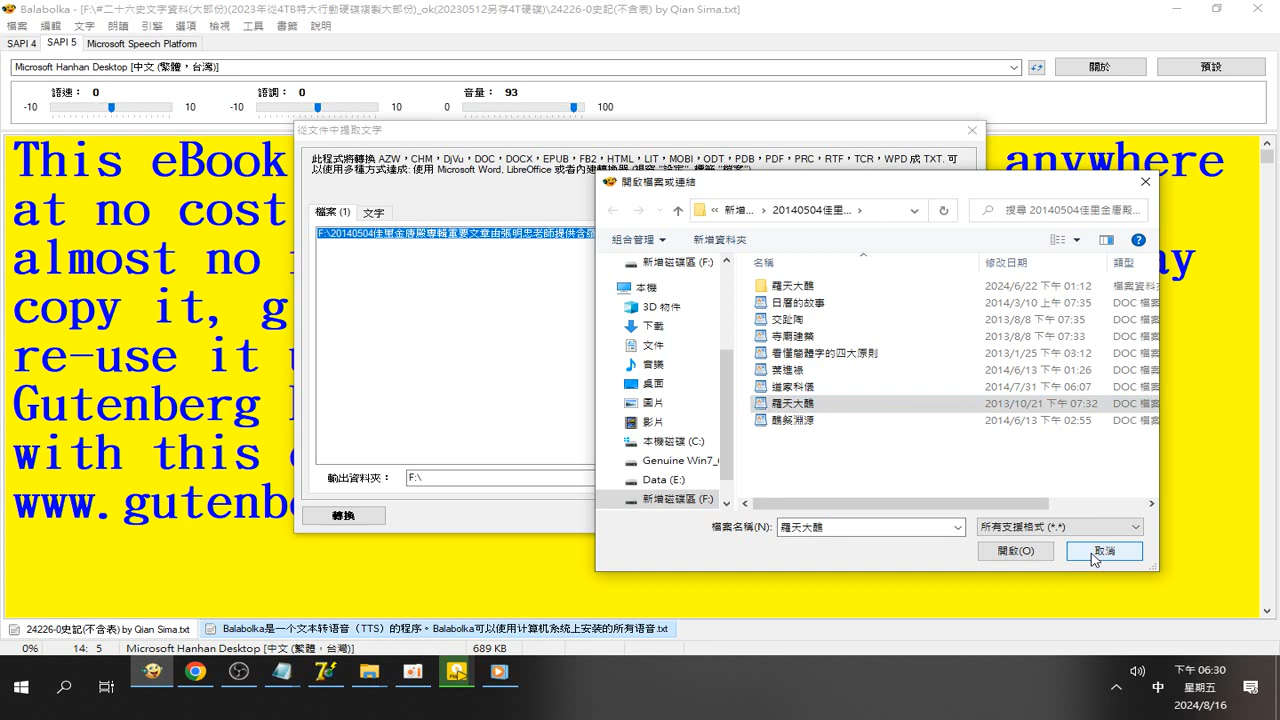 Balabolka - [F:\#二十六史文字資料(大部份)(2023年從4TB特大行動硬碟複製大部份)_ok(20230512另存4T硬碟)\24226-0史記(不含表) by Qian Sima.txt]
檔案 編輯 文字 朗讀 引擎 選項 檢視 工具 書籤 說明
SAPI 4 SAPI 5 Microsoft Speech Platform
Microsoft Hanhan Desktop [中文 (繁體，台灣)]
關於 預設
語速： 0 語調： 0 音量： 93
-10 10 -10 10 0 100
從文件中提取文字
此程式將轉換 AZW，CHM，DjVu，DOC，DOCX，EPUB，FB2，HTML，LIT，MOBI，ODT，PDB，PDF，PRC，RTF，TCR，WPD 成 TXT. 可
以使用多種方式達成: 使用 Microsoft Word, LibreOffice 或者內建轉換器
檔案 (1) 文字
F:\20140504佳里金唐殿專輯重要文章由張明忠老師提供含
輸出資料夾： F:\
轉換
開啟檔案或連結
« 新增... › 20140504佳里... ›
搜尋 20140504佳里金唐殿...
組合管理 新增資料夾
新增磁碟區 (F:)
本機
3D 物件
下載
文件
音樂
桌面
圖片
影片
本機磁碟 (C:)
Genuine Win7_
Data (E:)
新增磁碟區 (F:)
名稱 修改日期 類型
羅天大醮 2024/6/22 下午 01:12 檔案資料
日曆的故事 2014/3/10 上午 07:35 DOC 檔案
交趾陶 2013/8/8 下午 07:35 DOC 檔案
寺廟建築 2013/8/8 下午 07:33 DOC 檔案
看懂簡體字的四大原則 2013/1/25 下午 03:12 DOC 檔案
葉進祿 2014/6/13 下午 01:26 DOC 檔案
道家科儀 2014/7/31 下午 06:07 DOC 檔案
羅天大醮 2013/10/21 下午 07:32 DOC 檔案
醮祭淵源 2014/6/13 下午 02:55 DOC 檔案
檔案名稱(N): 羅天大醮 所有支援格式 (*.*)
開啟(O) 取消
This eBook anywhere
at no cost
almost no ay
copy it, g
re-use it u
Gutenberg
with this
www.gutenbe
24226-0史記(不含表) by Qian Sima.txt Balabolka是一个文本转语音（TTS）的程序。Balabolka可以使用计算机系统上安装的所有语音.txt
0% 14: 5 Microsoft Hanhan Desktop [中文 (繁體，台灣)] 689 KB
下午 06:30
中 星期五
2024/8/16